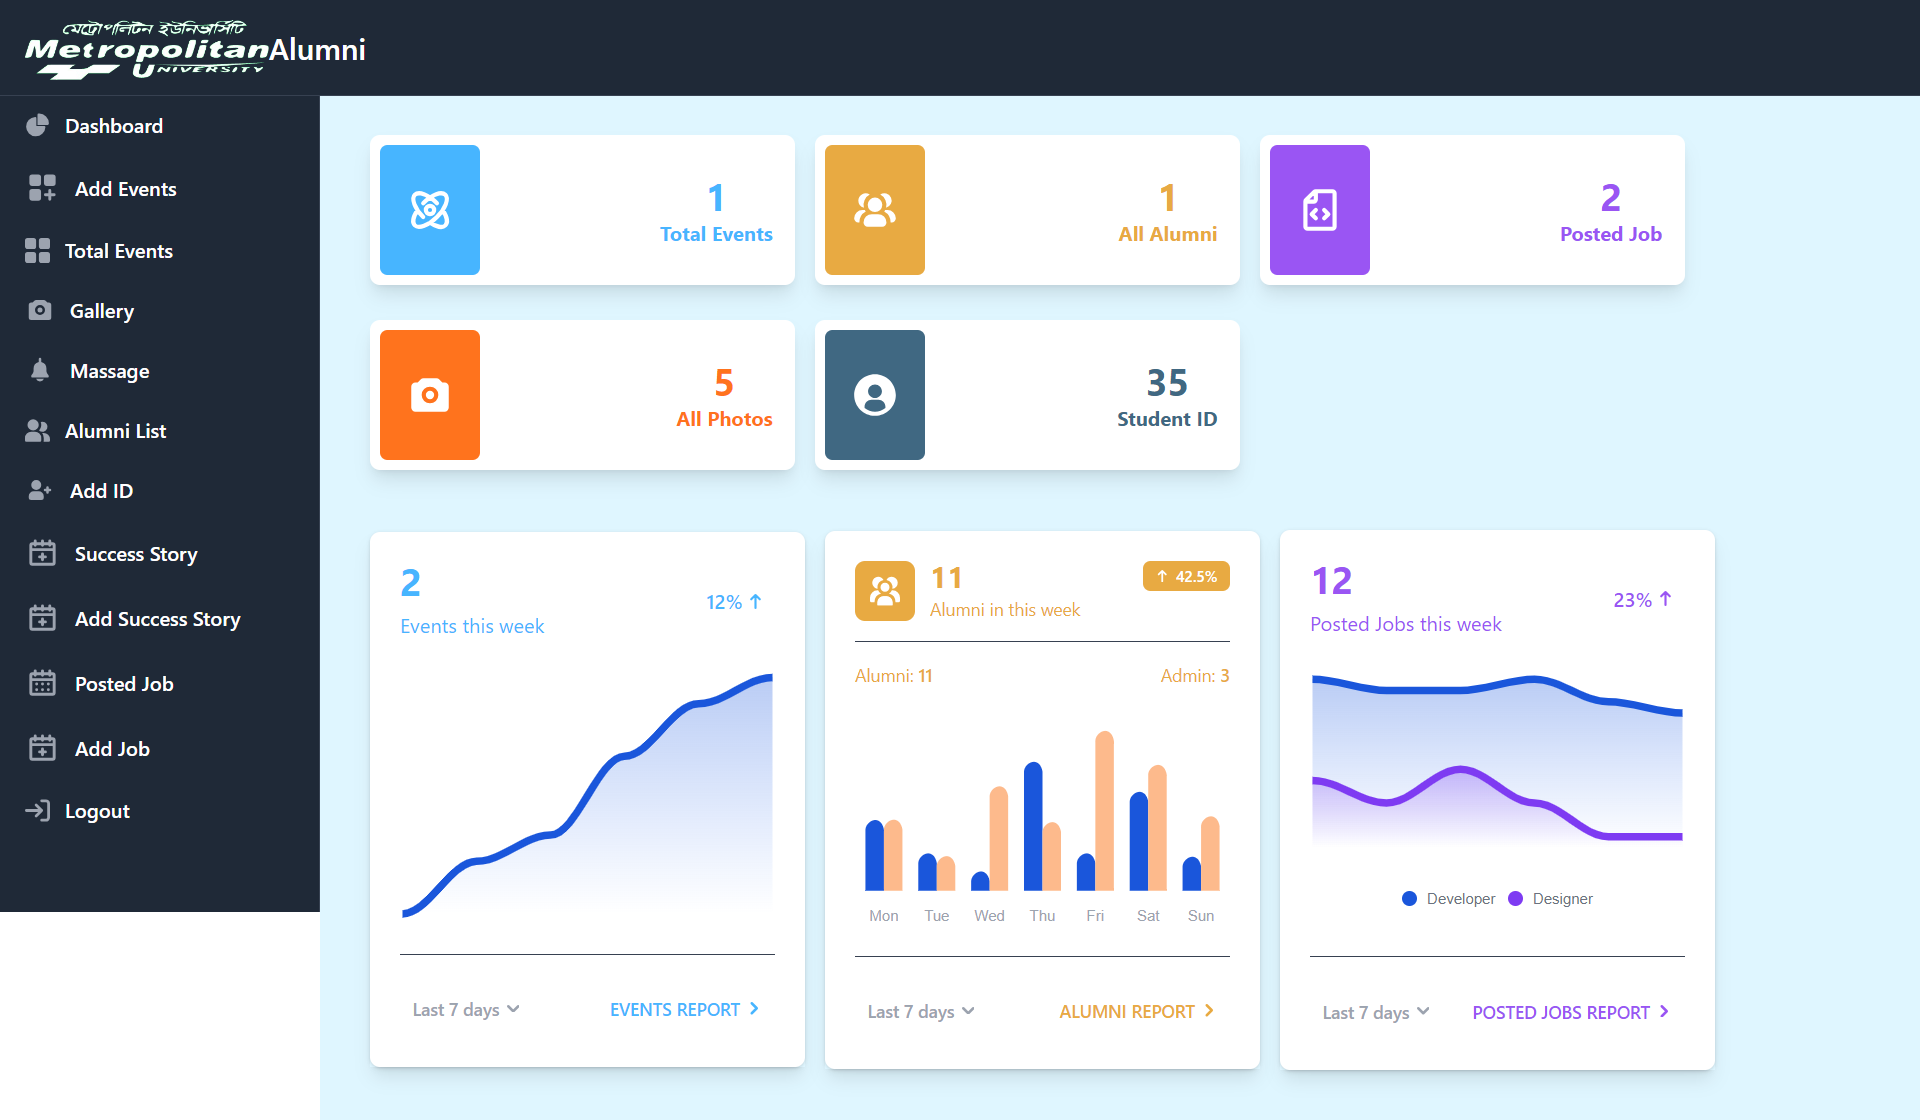 মেট্রোপলিটন ইউনিভার্সিটি
Metropolitan
UNIVERSITY
Alumni
Dashboard
Add Events
Total Events
Gallery
Massage
Alumni List
Add ID
Success Story
Add Success Story
Posted Job
Add Job
Logout
1
Total Events
1
All Alumni
2
Posted Job
5
All Photos
35
Student ID
2
Events this week
12%
Last 7 days
EVENTS REPORT
11
Alumni in this week
42.5%
Alumni: 11
Admin: 3
Mon Tue Wed Thu Fri Sat Sun
Last 7 days
ALUMNI REPORT
12
Posted Jobs this week
23%
Developer Designer
Last 7 days
POSTED JOBS REPORT